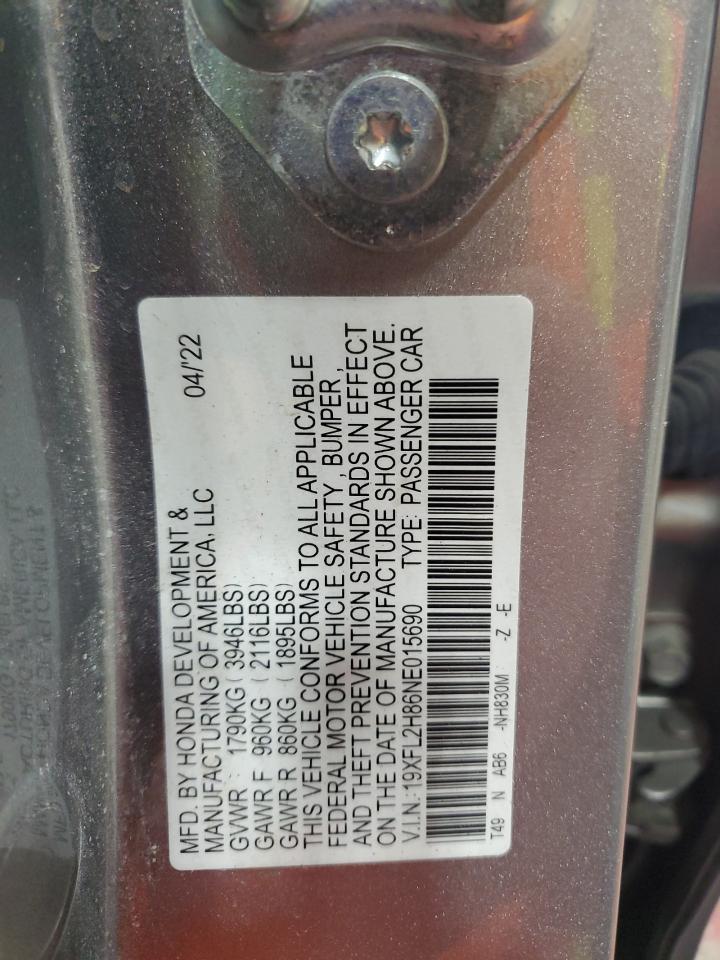 MFD. BY HONDA DEVELOPMENT & 04/'22
MANUFACTURING OF AMERICA, LLC
GVWR 1790KG (3946LBS)
GAWR F 960KG (2116LBS)
GAWR R 860KG (1895LBS)
THIS VEHICLE CONFORMS TO ALL APPLICABLE
FEDERAL MOTOR VEHICLE SAFETY, BUMPER,
AND THEFT PREVENTION STANDARDS IN EFFECT
ON THE DATE OF MANUFACTURE SHOWN ABOVE.
V.I.N.:19XFL2H86NE015690 TYPE: PASSENGER CAR
T49 N AB6 -NH830M -Z -E